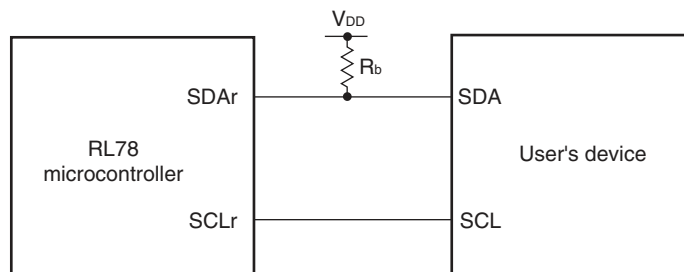 VDD
Rb
SDAr
SDA
RL78
microcontroller
User's device
SCLr
SCL